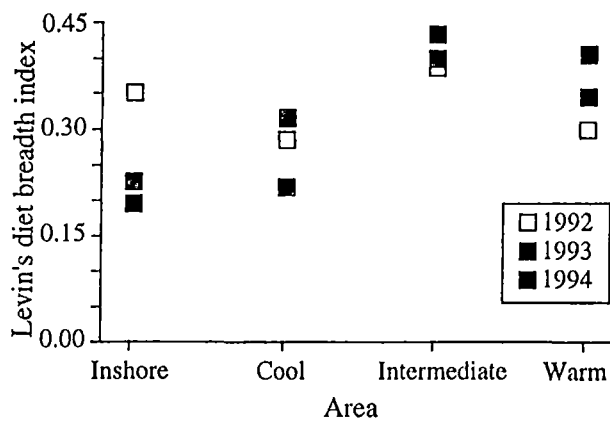 Levin's diet breadth index
0.45
0.30
0.15
0.00
1992
1993
1994
Inshore Cool Intermediate Warm
Area